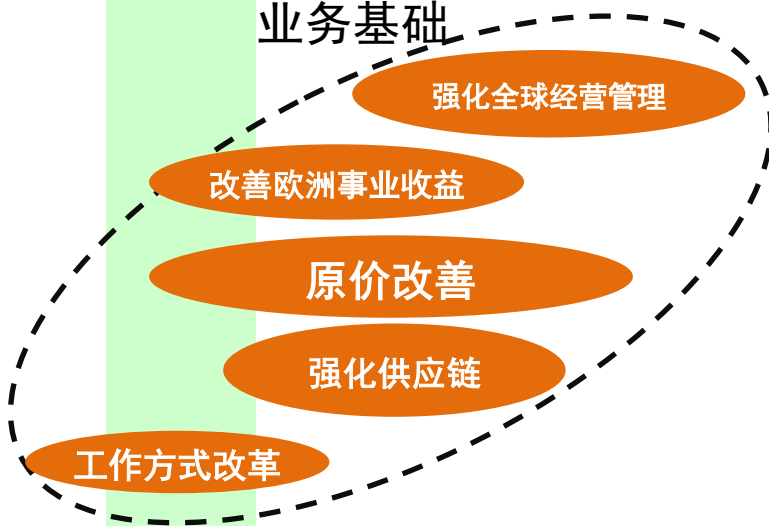 业务基础
强化全球经营管理
改善欧洲事业收益
原价改善
强化供应链
工作方式改革